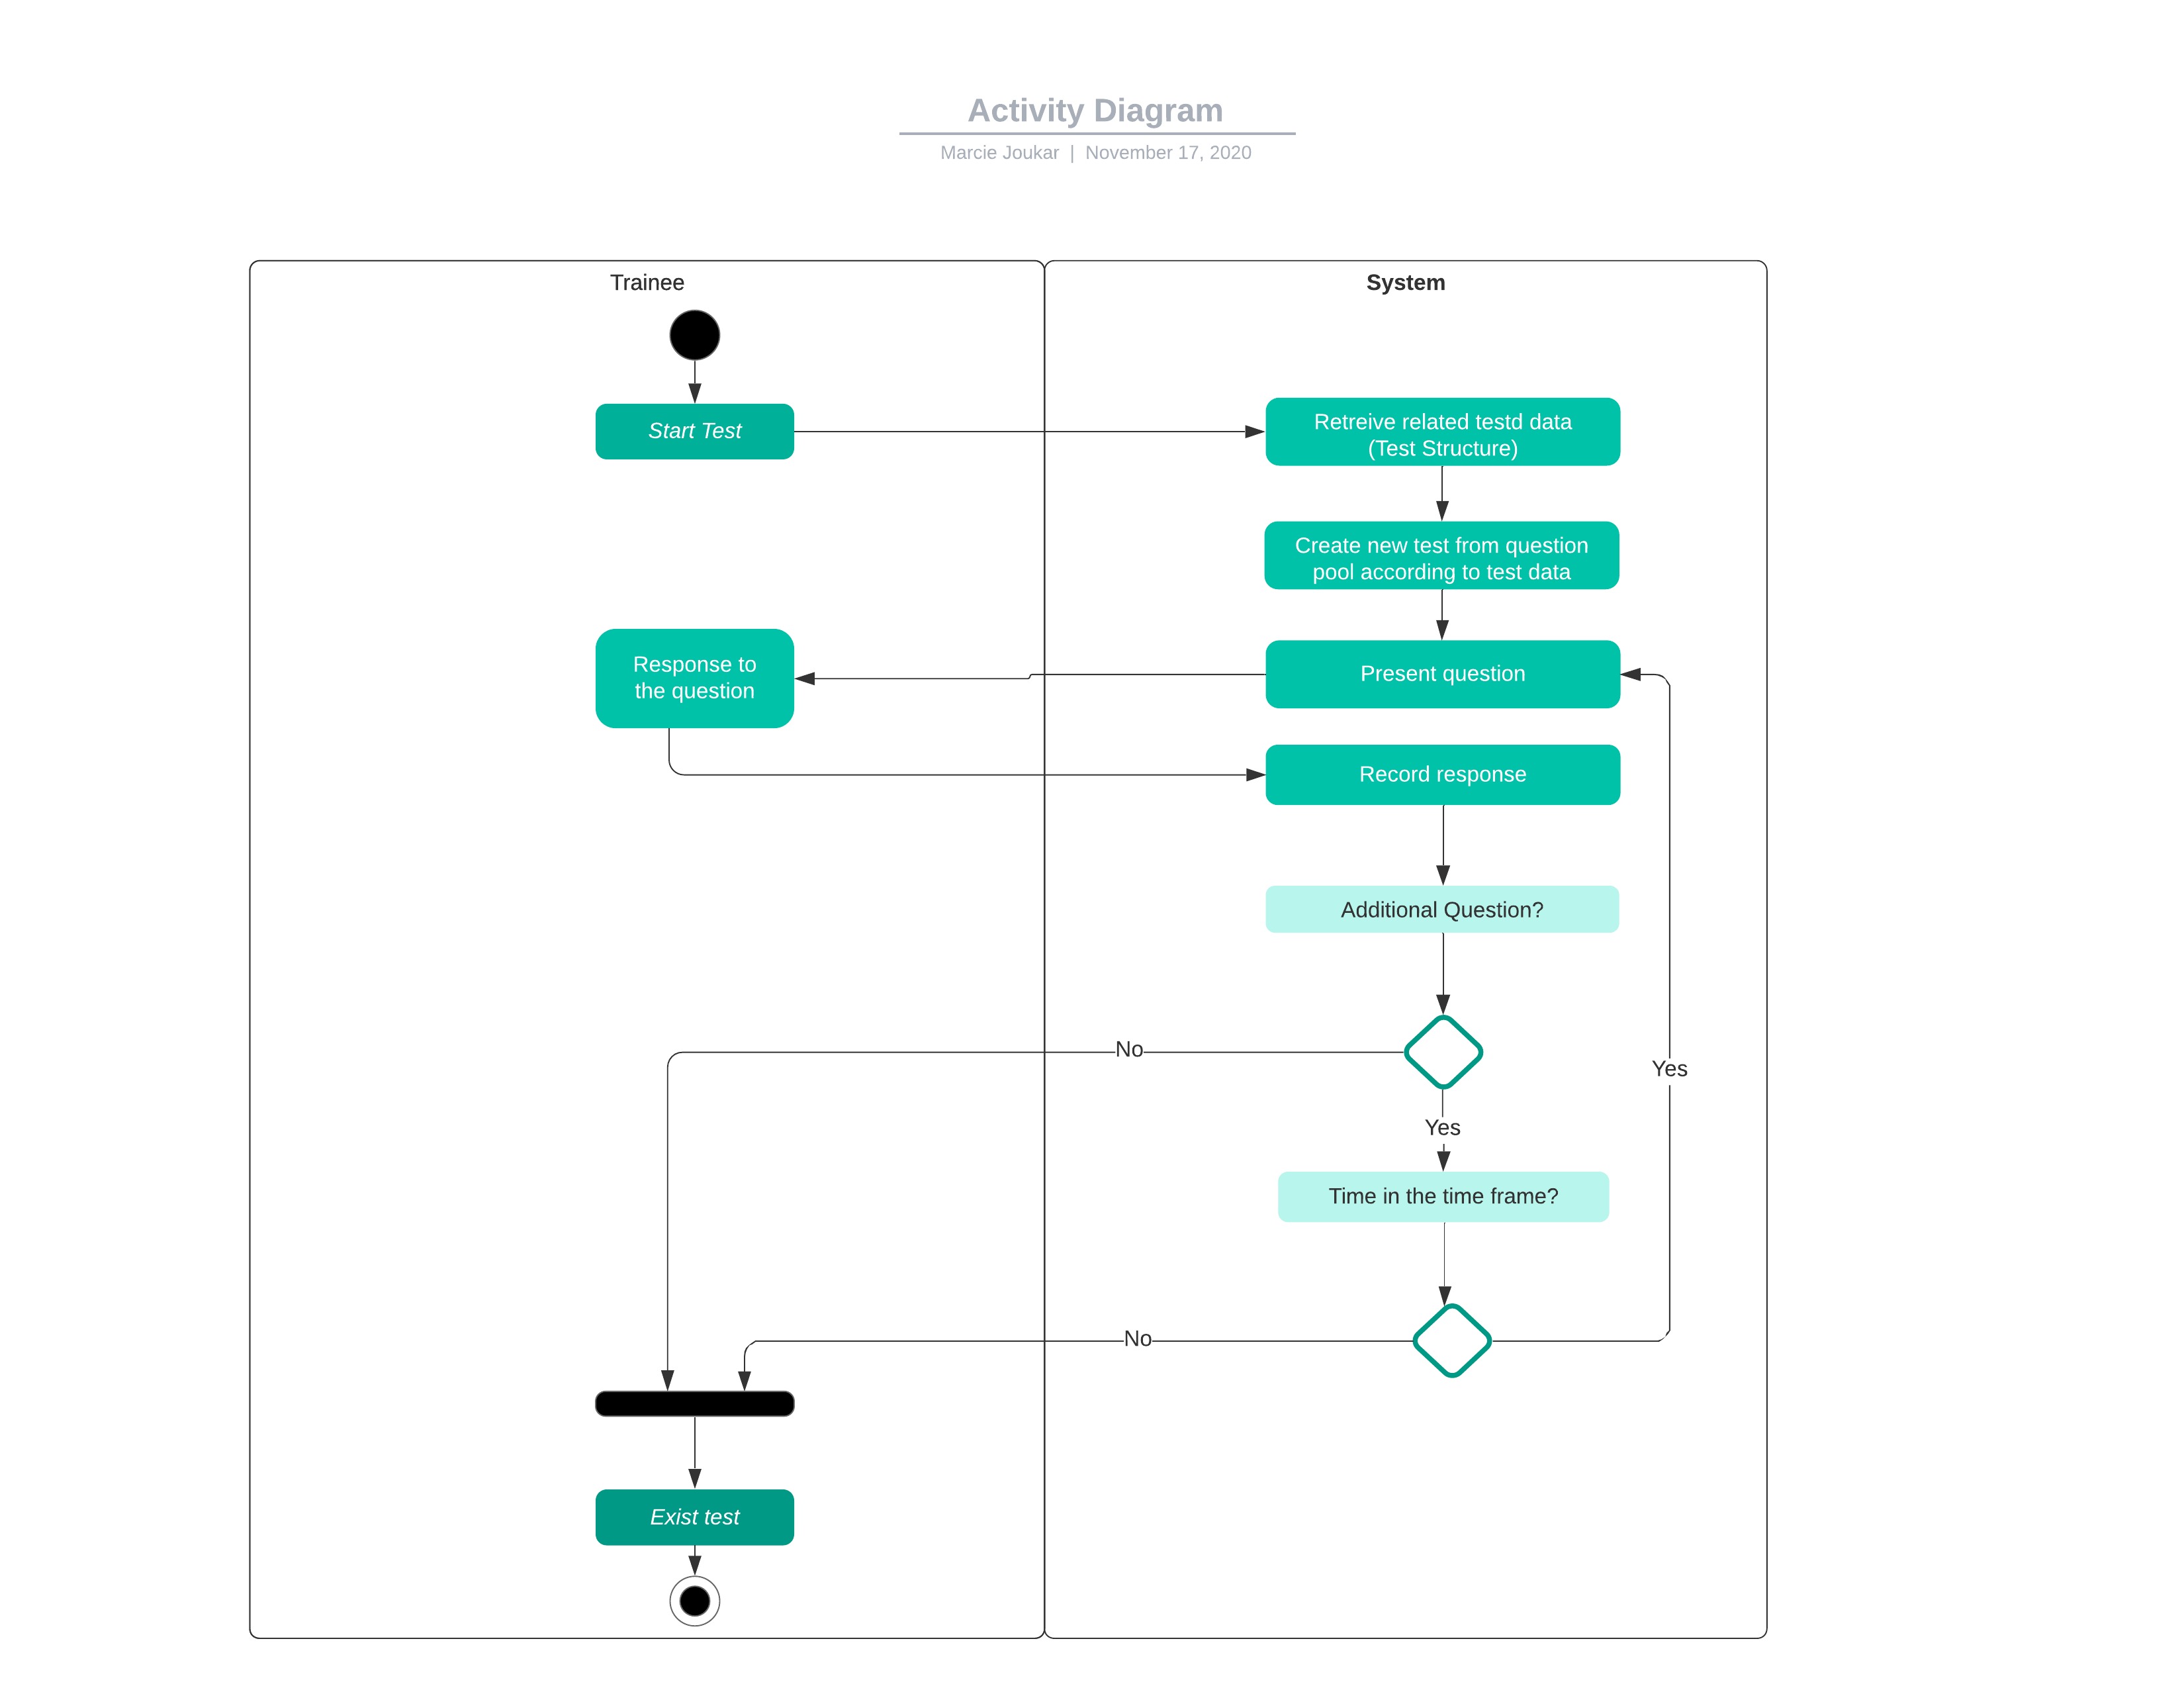 Activity Diagram
Marcie Joukar | November 17, 2020
Trainee
System
Start Test
Retreive related testd data
(Test Structure)
Create new test from question
pool according to test data
Response to
the question
Present question
Record response
Additional Question?
No
Yes
Yes
Time in the time frame?
No
Exist test